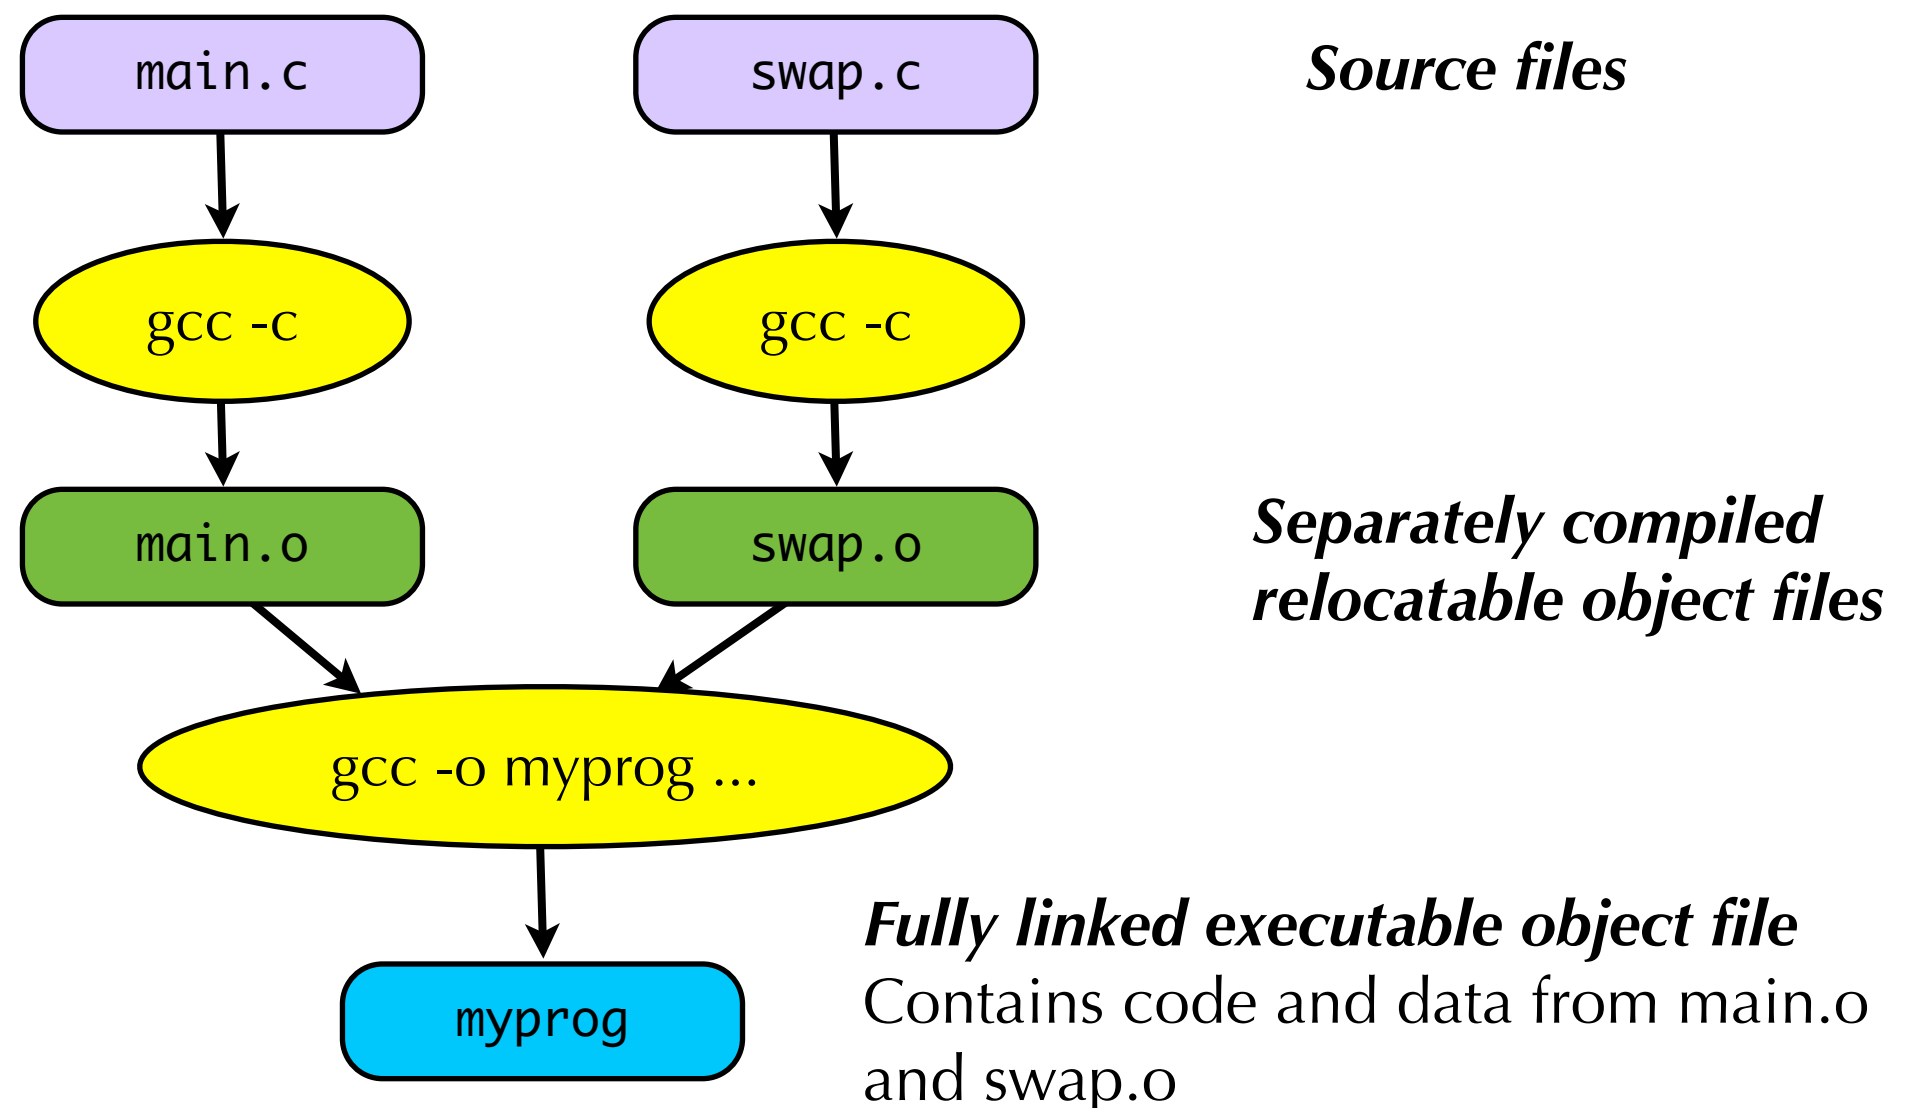 main.c
swap.c
Source files
gcc -c
gcc -c
main.o
swap.o
Separately compiled
relocatable object files
gcc -o myprog ...
myprog
Fully linked executable object file
Contains code and data from main.o
and swap.o